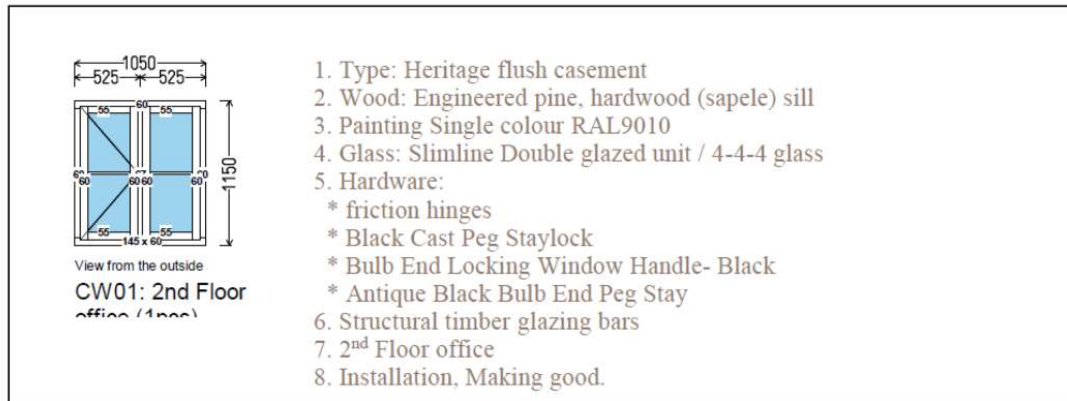 1050
525 525
60
55 55
60 60 60 60
60 60 60 60
1150
55 55
145 x 60
View from the outside
CW01: 2nd Floor
office (1pcs)
1. Type: Heritage flush casement
2. Wood: Engineered pine, hardwood (sapele) sill
3. Painting Single colour RAL9010
4. Glass: Slimline Double glazed unit / 4-4-4 glass
5. Hardware:
* friction hinges
* Black Cast Peg Staylock
* Bulb End Locking Window Handle- Black
* Antique Black Bulb End Peg Stay
6. Structural timber glazing bars
7. 2nd Floor office
8. Installation, Making good.